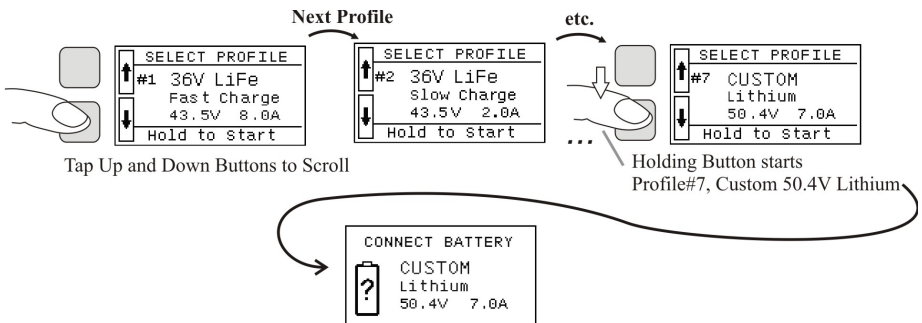 Next Profile
etc.
SELECT PROFILE
#1 36V LiFe
Fast Charge
43.5V 8.0A
Hold to Start
SELECT PROFILE
#2 36V LiFe
Slow Charge
43.5V 2.0A
Hold to Start
...
SELECT PROFILE
#7 CUSTOM
Lithium
50.4V 7.0A
Hold to Start
Tap Up and Down Buttons to Scroll
Holding Button starts
Profile#7, Custom 50.4V Lithium
CONNECT BATTERY
?
CUSTOM
Lithium
50.4V 7.0A